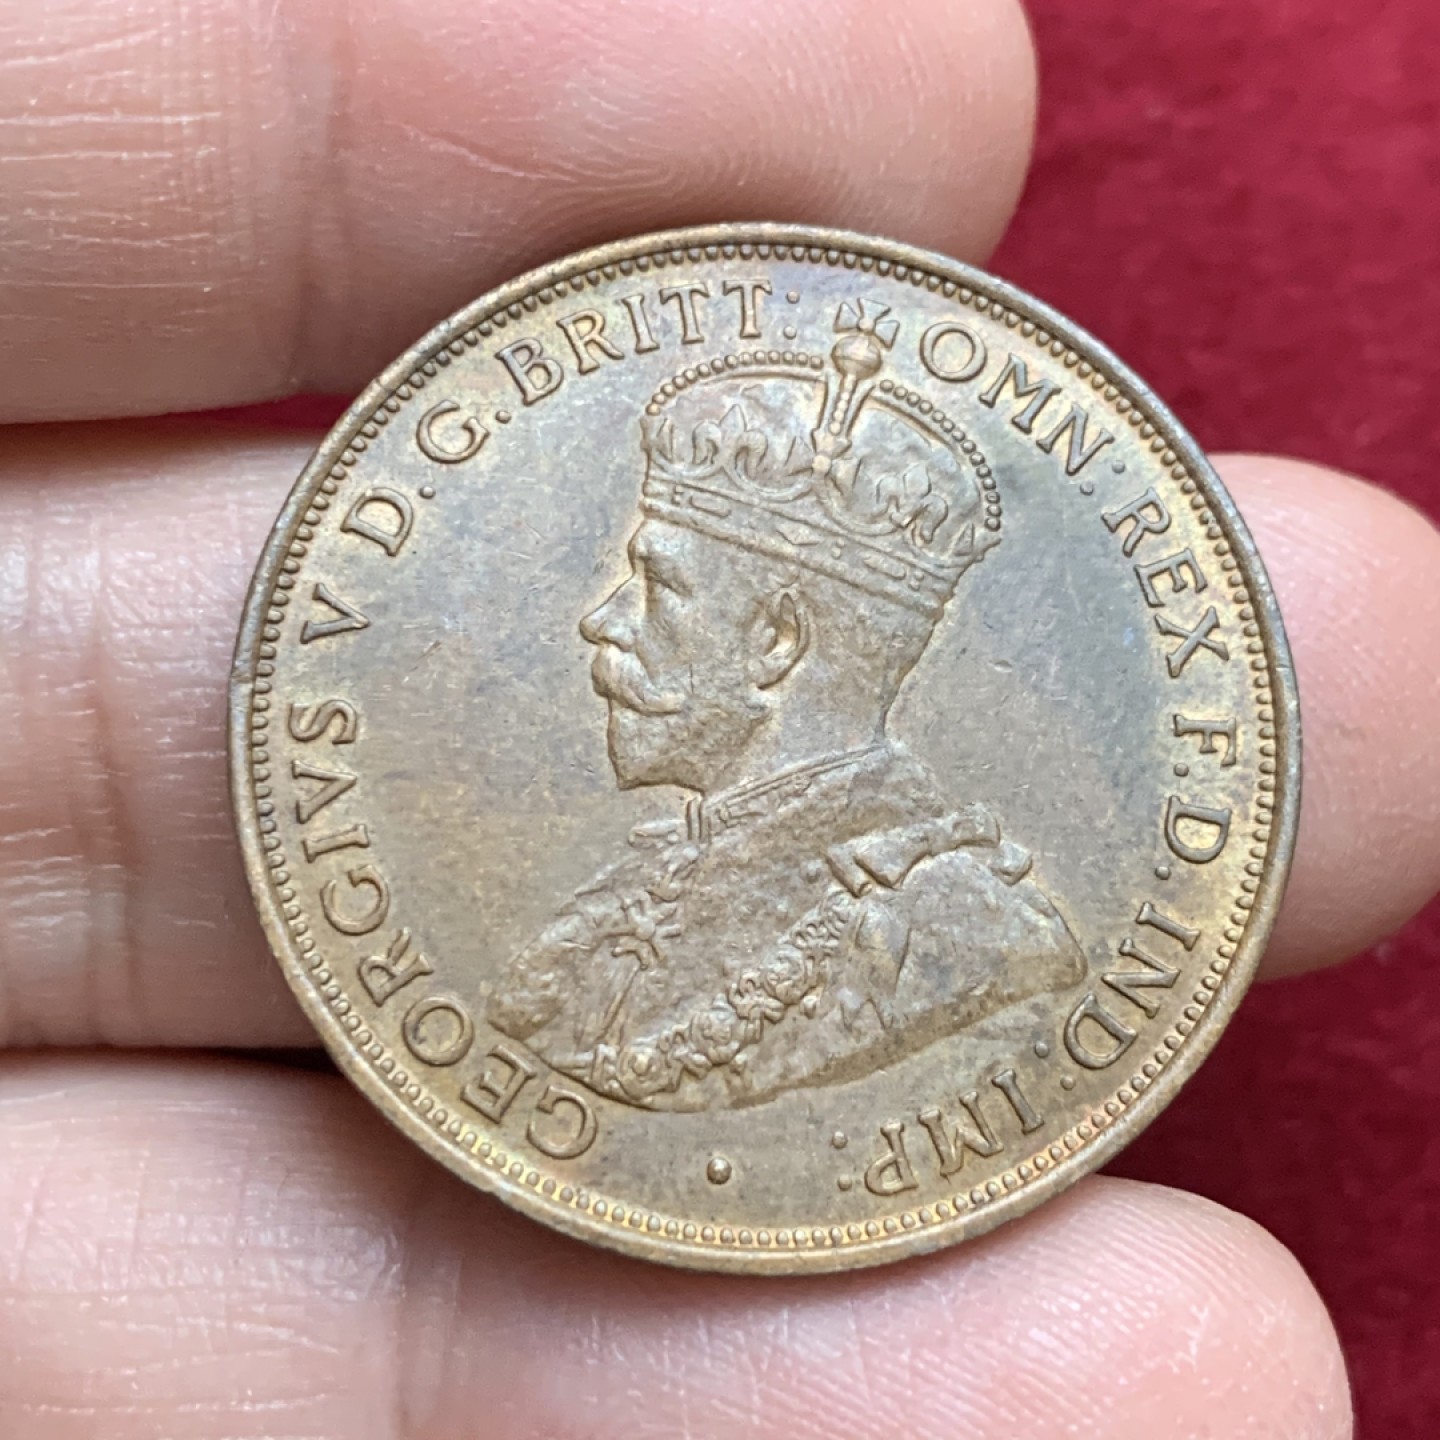 GEORGIVS V D.G.BRITT: OMN:REX F.D.IND:IMP: